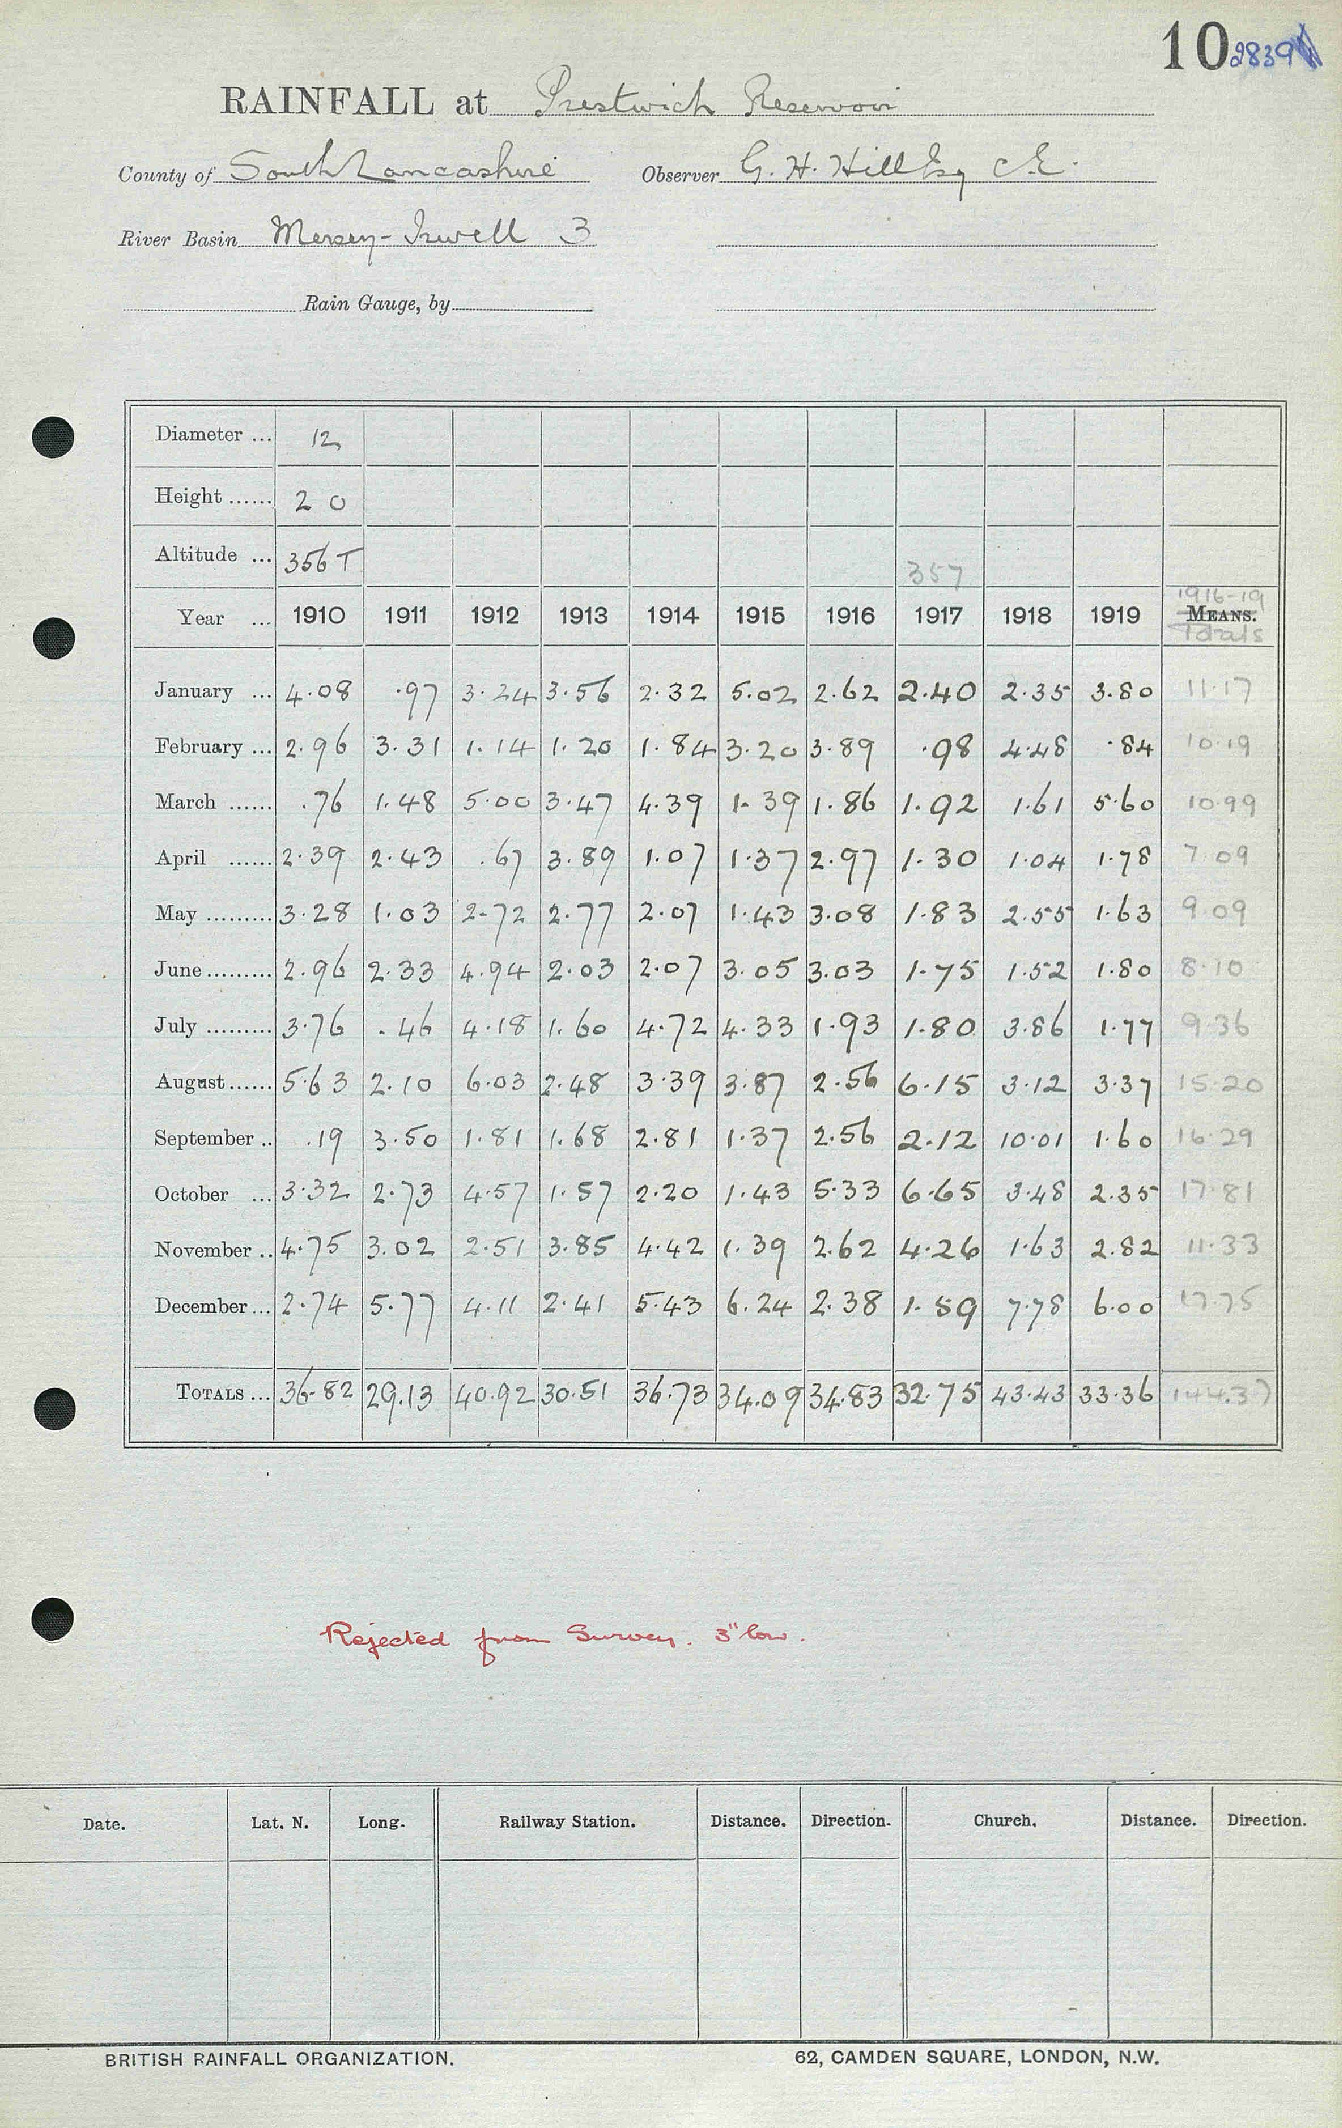 10 2839
RAINFALL at Prestwich Reservoir
County of South Lancashire Observer G. H. Hill Esq C.E.
River Basin Mersey-Irwell 3
Rain Gauge, by
Diameter ... 12
Height ...... 2 0
Altitude ... 356 T 357
1916-19
Year ... 1910 1911 1912 1913 1914 1915 1916 1917 1918 1919 MEANS.
Totals
January ... 4.08 .97 3.24 3.56 2.32 5.02 2.62 2.40 2.35 3.80 11.17
February ... 2.96 3.31 1.14 1.20 1.84 3.20 3.89 .98 4.48 .84 10.19
March ...... .76 1.48 5.00 3.47 4.39 1.39 1.86 1.92 1.61 5.60 10.99
April ...... 2.39 2.43 .67 3.89 1.07 1.37 2.97 1.30 1.04 1.78 7.09
May ......... 3.28 1.03 2.72 2.77 2.07 1.43 3.08 1.83 2.55 1.63 9.09
June ......... 2.96 2.33 4.94 2.03 2.07 3.05 3.03 1.75 1.52 1.80 8.10
July ......... 3.76 .46 4.18 1.60 4.72 4.33 1.93 1.80 3.86 1.77 9.36
August ...... 5.63 2.10 6.03 2.48 3.39 3.87 2.56 6.15 3.12 3.37 15.20
September .. .19 3.50 1.81 1.68 2.81 1.37 2.56 2.12 10.01 1.60 16.29
October ... 3.32 2.73 4.57 1.57 2.20 1.43 5.33 6.65 3.48 2.35 17.81
November .. 4.75 3.02 2.51 3.85 4.42 1.39 2.62 4.26 1.63 2.82 11.33
December ... 2.74 5.77 4.11 2.41 5.43 6.24 2.38 1.59 7.78 6.00 17.75
TOTALS ... 36.82 29.13 40.92 30.51 36.73 34.09 34.83 32.75 43.43 33.36 144.37
Rejected from Survey. 3" low.
Date. Lat. N. Long. Railway Station. Distance. Direction. Church. Distance. Direction.
BRITISH RAINFALL ORGANIZATION. 62, CAMDEN SQUARE, LONDON, N.W.